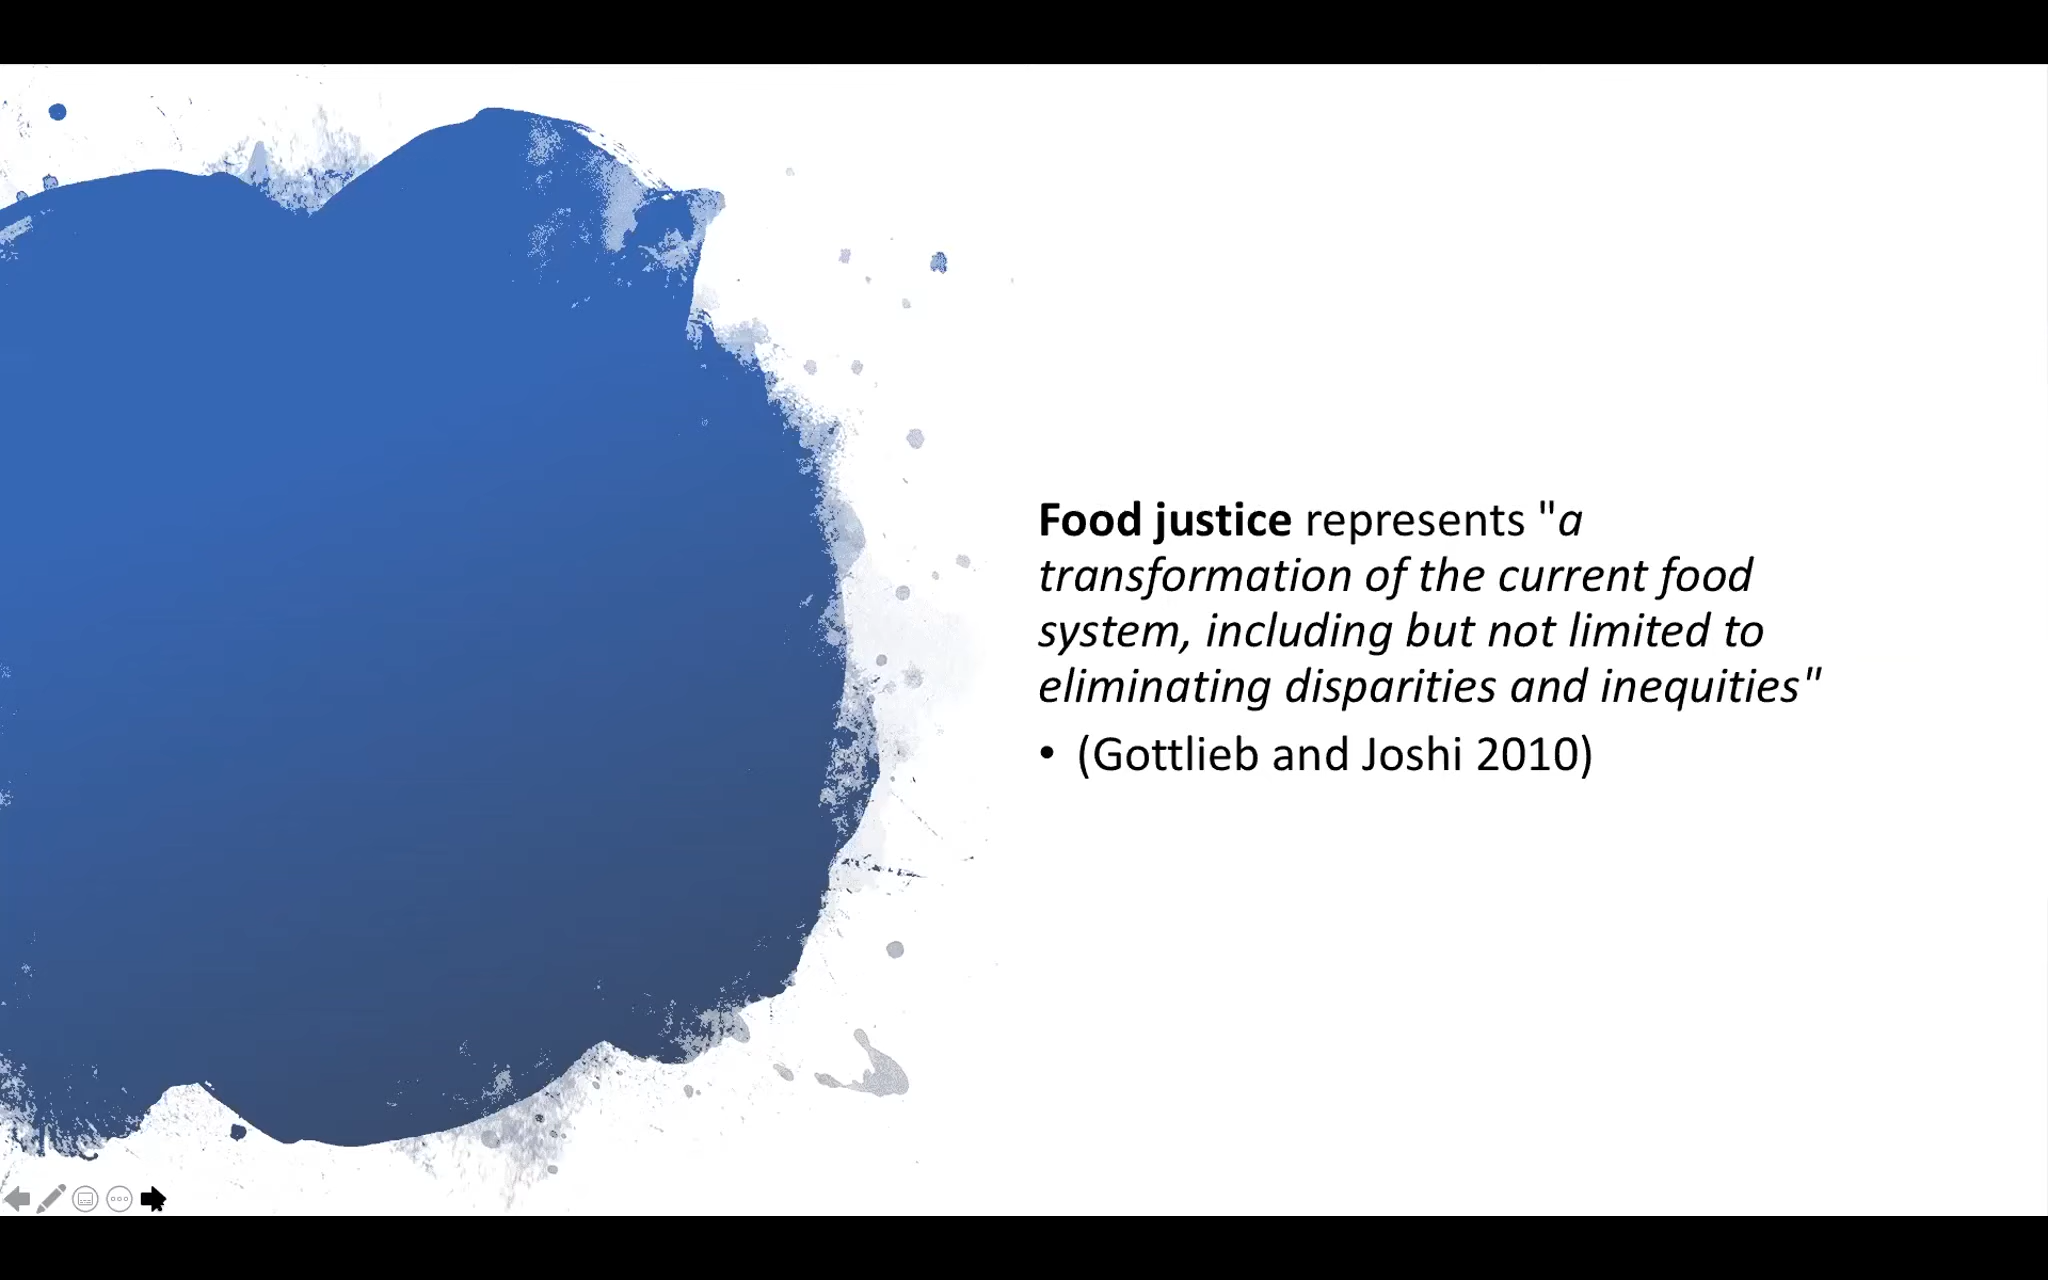 Food justice represents "a
transformation of the current food
system, including but not limited to
eliminating disparities and inequities"
• (Gottlieb and Joshi 2010)